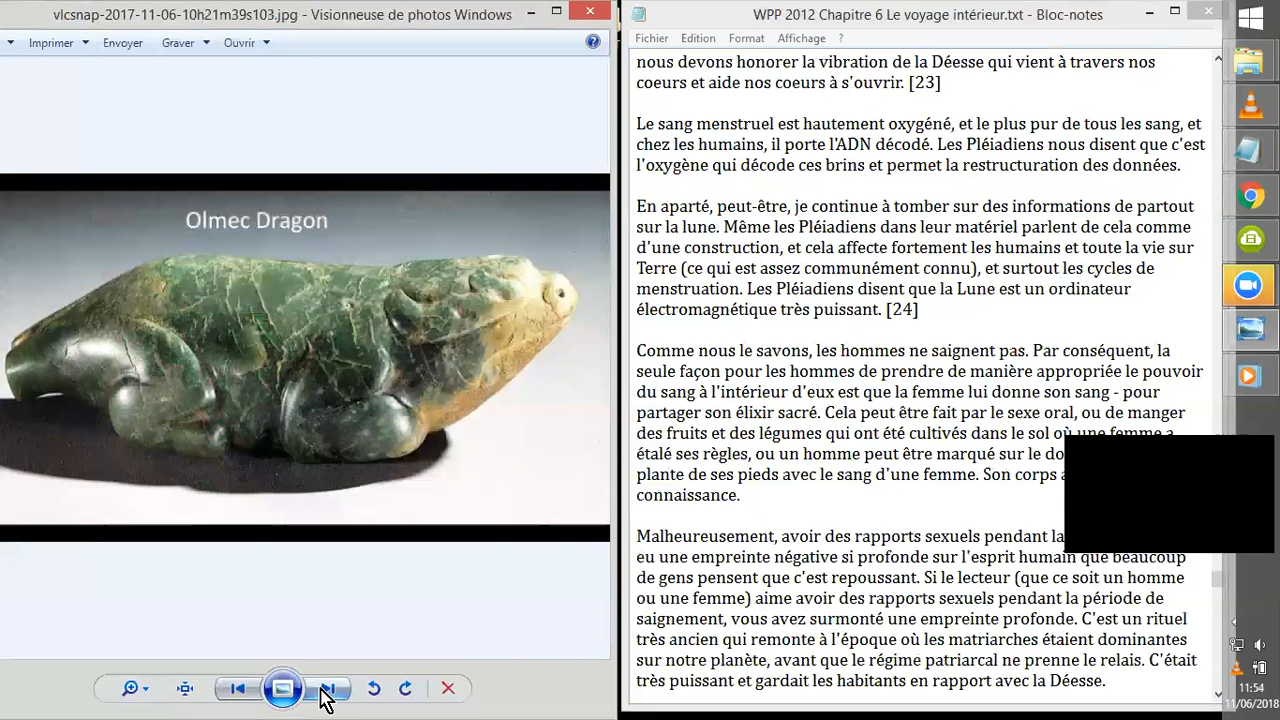 vlcsnap-2017-11-06-10h21m39s103.jpg - Visionneuse de photos Windows
Imprimer
Envoyer
Graver
Ouvrir
Olmec Dragon
WPP 2012 Chapitre 6 Le voyage intérieur.txt - Bloc-notes
Fichier Edition Format Affichage ?
nous devons honorer la vibration de la Déesse qui vient à travers nos
coeurs et aide nos coeurs à s'ouvrir. [23]
Le sang menstruel est hautement oxygéné, et le plus pur de tous les sang, et
chez les humains, il porte l'ADN décodé. Les Pléiadiens nous disent que c'est
l'oxygène qui décode ces brins et permet la restructuration des données.
En aparté, peut-être, je continue à tomber sur des informations de partout
sur la lune. Même les Pléiadiens dans leur matériel parlent de cela comme
d'une construction, et cela affecte fortement les humains et toute la vie sur
Terre (ce qui est assez communément connu), et surtout les cycles de
menstruation. Les Pléiadiens disent que la Lune est un ordinateur
électromagnétique très puissant. [24]
Comme nous le savons, les hommes ne saignent pas. Par conséquent, la
seule façon pour les hommes de prendre de manière appropriée le pouvoir
du sang à l'intérieur d'eux est que la femme lui donne son sang - pour
partager son élixir sacré. Cela peut être fait par le sexe oral, ou de manger
des fruits et des légumes qui ont été cultivés dans le sol où une femme a
étalé ses règles, ou un homme peut être marqué sur le
plante de ses pieds avec le sang d'une femme. Son corps
connaissance.
Malheureusement, avoir des rapports sexuels pendant la
eu une empreinte négative si profonde sur l'esprit humain que beaucoup
de gens pensent que c'est repoussant. Si le lecteur (que ce soit un homme
ou une femme) aime avoir des rapports sexuels pendant la période de
saignement, vous avez surmonté une empreinte profonde. C'est un rituel
très ancien qui remonte à l'époque où les matriarches étaient dominantes
sur notre planète, avant que le régime patriarcal ne prenne le relais. C'était
très puissant et gardait les habitants en rapport avec la Déesse.
11:54
11/06/2018